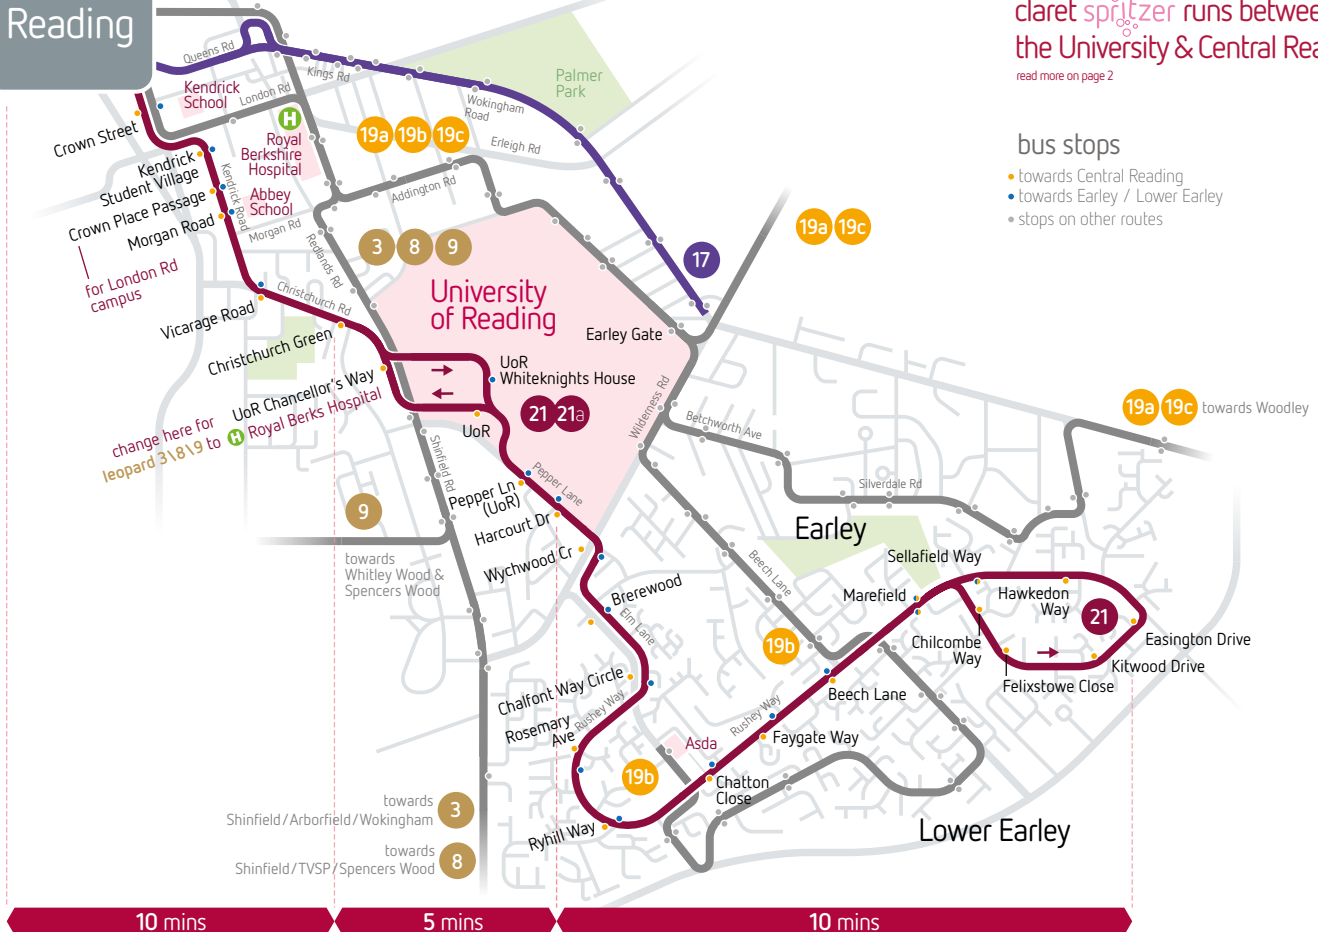 Reading
claret spritzer runs betwee
the University & Central Rea
read more on page 2
bus stops
towards Central Reading
towards Earley / Lower Earley
stops on other routes
Queens Rd
Kings Rd
Kendrick
School
London Rd
H
Royal
Berkshire
Hospital
Abbey
School
Crown Street
Kendrick
Student Village
Crown Place Passage
Morgan Road
Kendrick Road
Morgan Rd
Redlands Rd
for London Rd
campus
Vicarage Road
Christchurch Rd
Christchurch Green
UoR Chancellor's Way
change here for
leopard 3\8\9 to H Royal Berks Hospital
Palmer
Park
Wokingham
Road
Erleigh Rd
Addington Rd
19a 19b 19c
3 8 9
17
19a 19c
University
of Reading
Earley Gate
UoR
Whiteknights House
21 21a
UoR
Wilderness Rd
Betchworth Ave
19a 19c towards Woodley
Silverdale Rd
Shinfield Rd
Pepper Lane
Pepper Ln
(UoR)
Harcourt Dr
Wychwood Cr
9
towards
Whitley Wood &
Spencers Wood
Brerewood
Elm Lane
Beech Lane
Earley
Sellafield Way
Marefield
Hawkedon
Way
21
Chilcombe
Way
Easington Drive
Kitwood Drive
Felixstowe Close
19b
Beech Lane
Chalfont Way Circle
Rushey Way
Rosemary
Ave
Rushey Way
Faygate Way
Asda
19b
Chatton
Close
Ryhill Way
Lower Earley
towards
Shinfield/Arborfield/Wokingham
3
towards
Shinfield/TVSP/Spencers Wood
8
10 mins
5 mins
10 mins